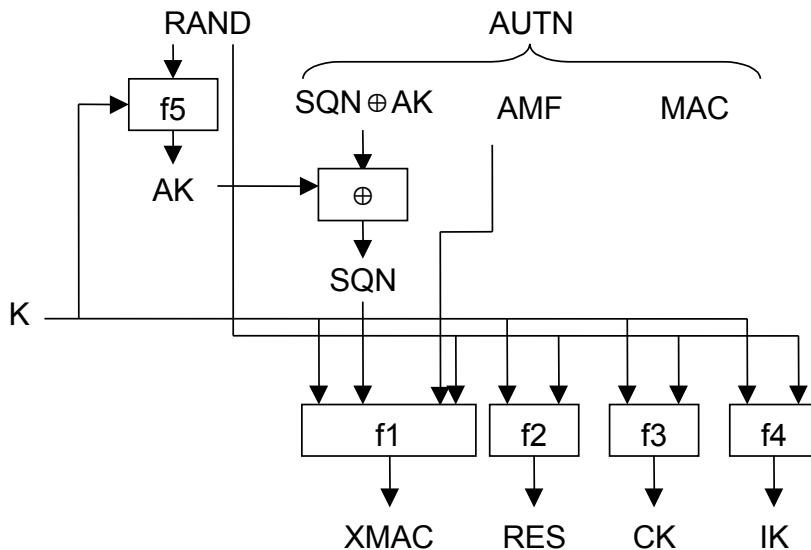 RAND AUTN
f5 SQN ⊕ AK AMF MAC
AK ⊕
SQN
K
f1 f2 f3 f4
XMAC RES CK IK